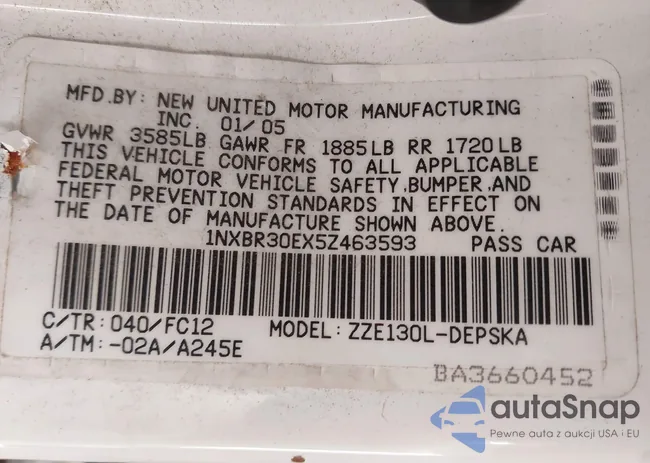 MFD.BY: NEW UNITED MOTOR MANUFACTURING
INC. 01/05
GVWR 3585LB GAWR FR 1885LB RR 1720LB
THIS VEHICLE CONFORMS TO ALL APPLICABLE
FEDERAL MOTOR VEHICLE SAFETY,BUMPER,AND
THEFT PREVENTION STANDARDS IN EFFECT ON
THE DATE OF MANUFACTURE SHOWN ABOVE.
1NXBR30EX5Z463593 PASS CAR
C/TR:040/FC12 MODEL:ZZE130L-DEPSKA
A/TM:-02A/A245E
BA3660452
autaSnap
Pewne auta z aukcji USA i EU